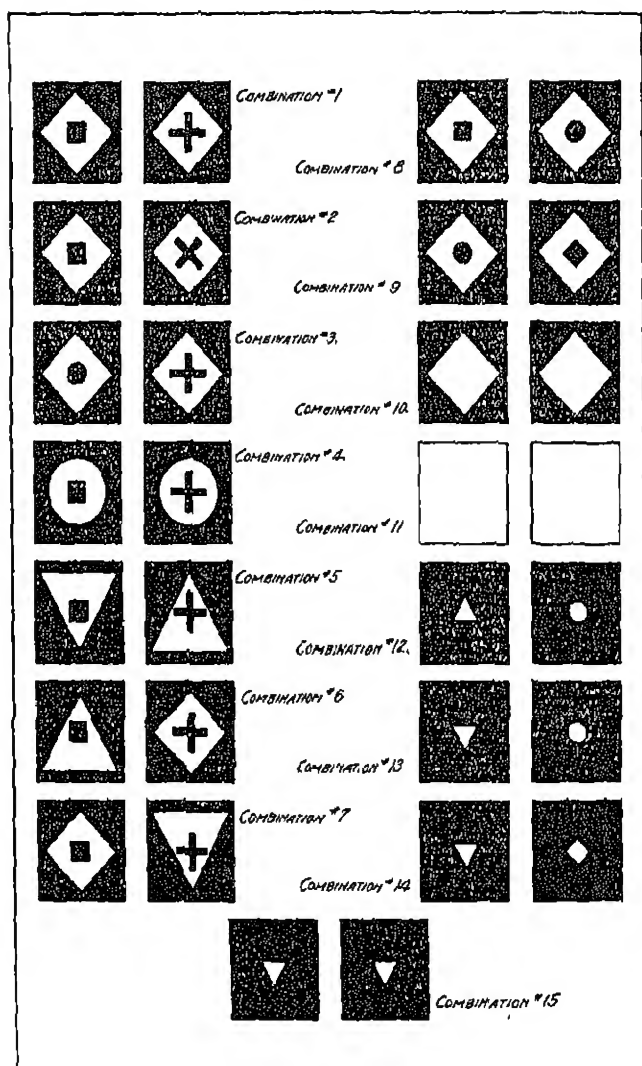 COMBINATION #1
COMBINATION #8
COMBINATION #2
COMBINATION #9
COMBINATION #3.
COMBINATION #10.
COMBINATION #4.
COMBINATION #11
COMBINATION #5
COMBINATION #12.
COMBINATION #6
COMBINATION #13
COMBINATION #7
COMBINATION #14
COMBINATION #15